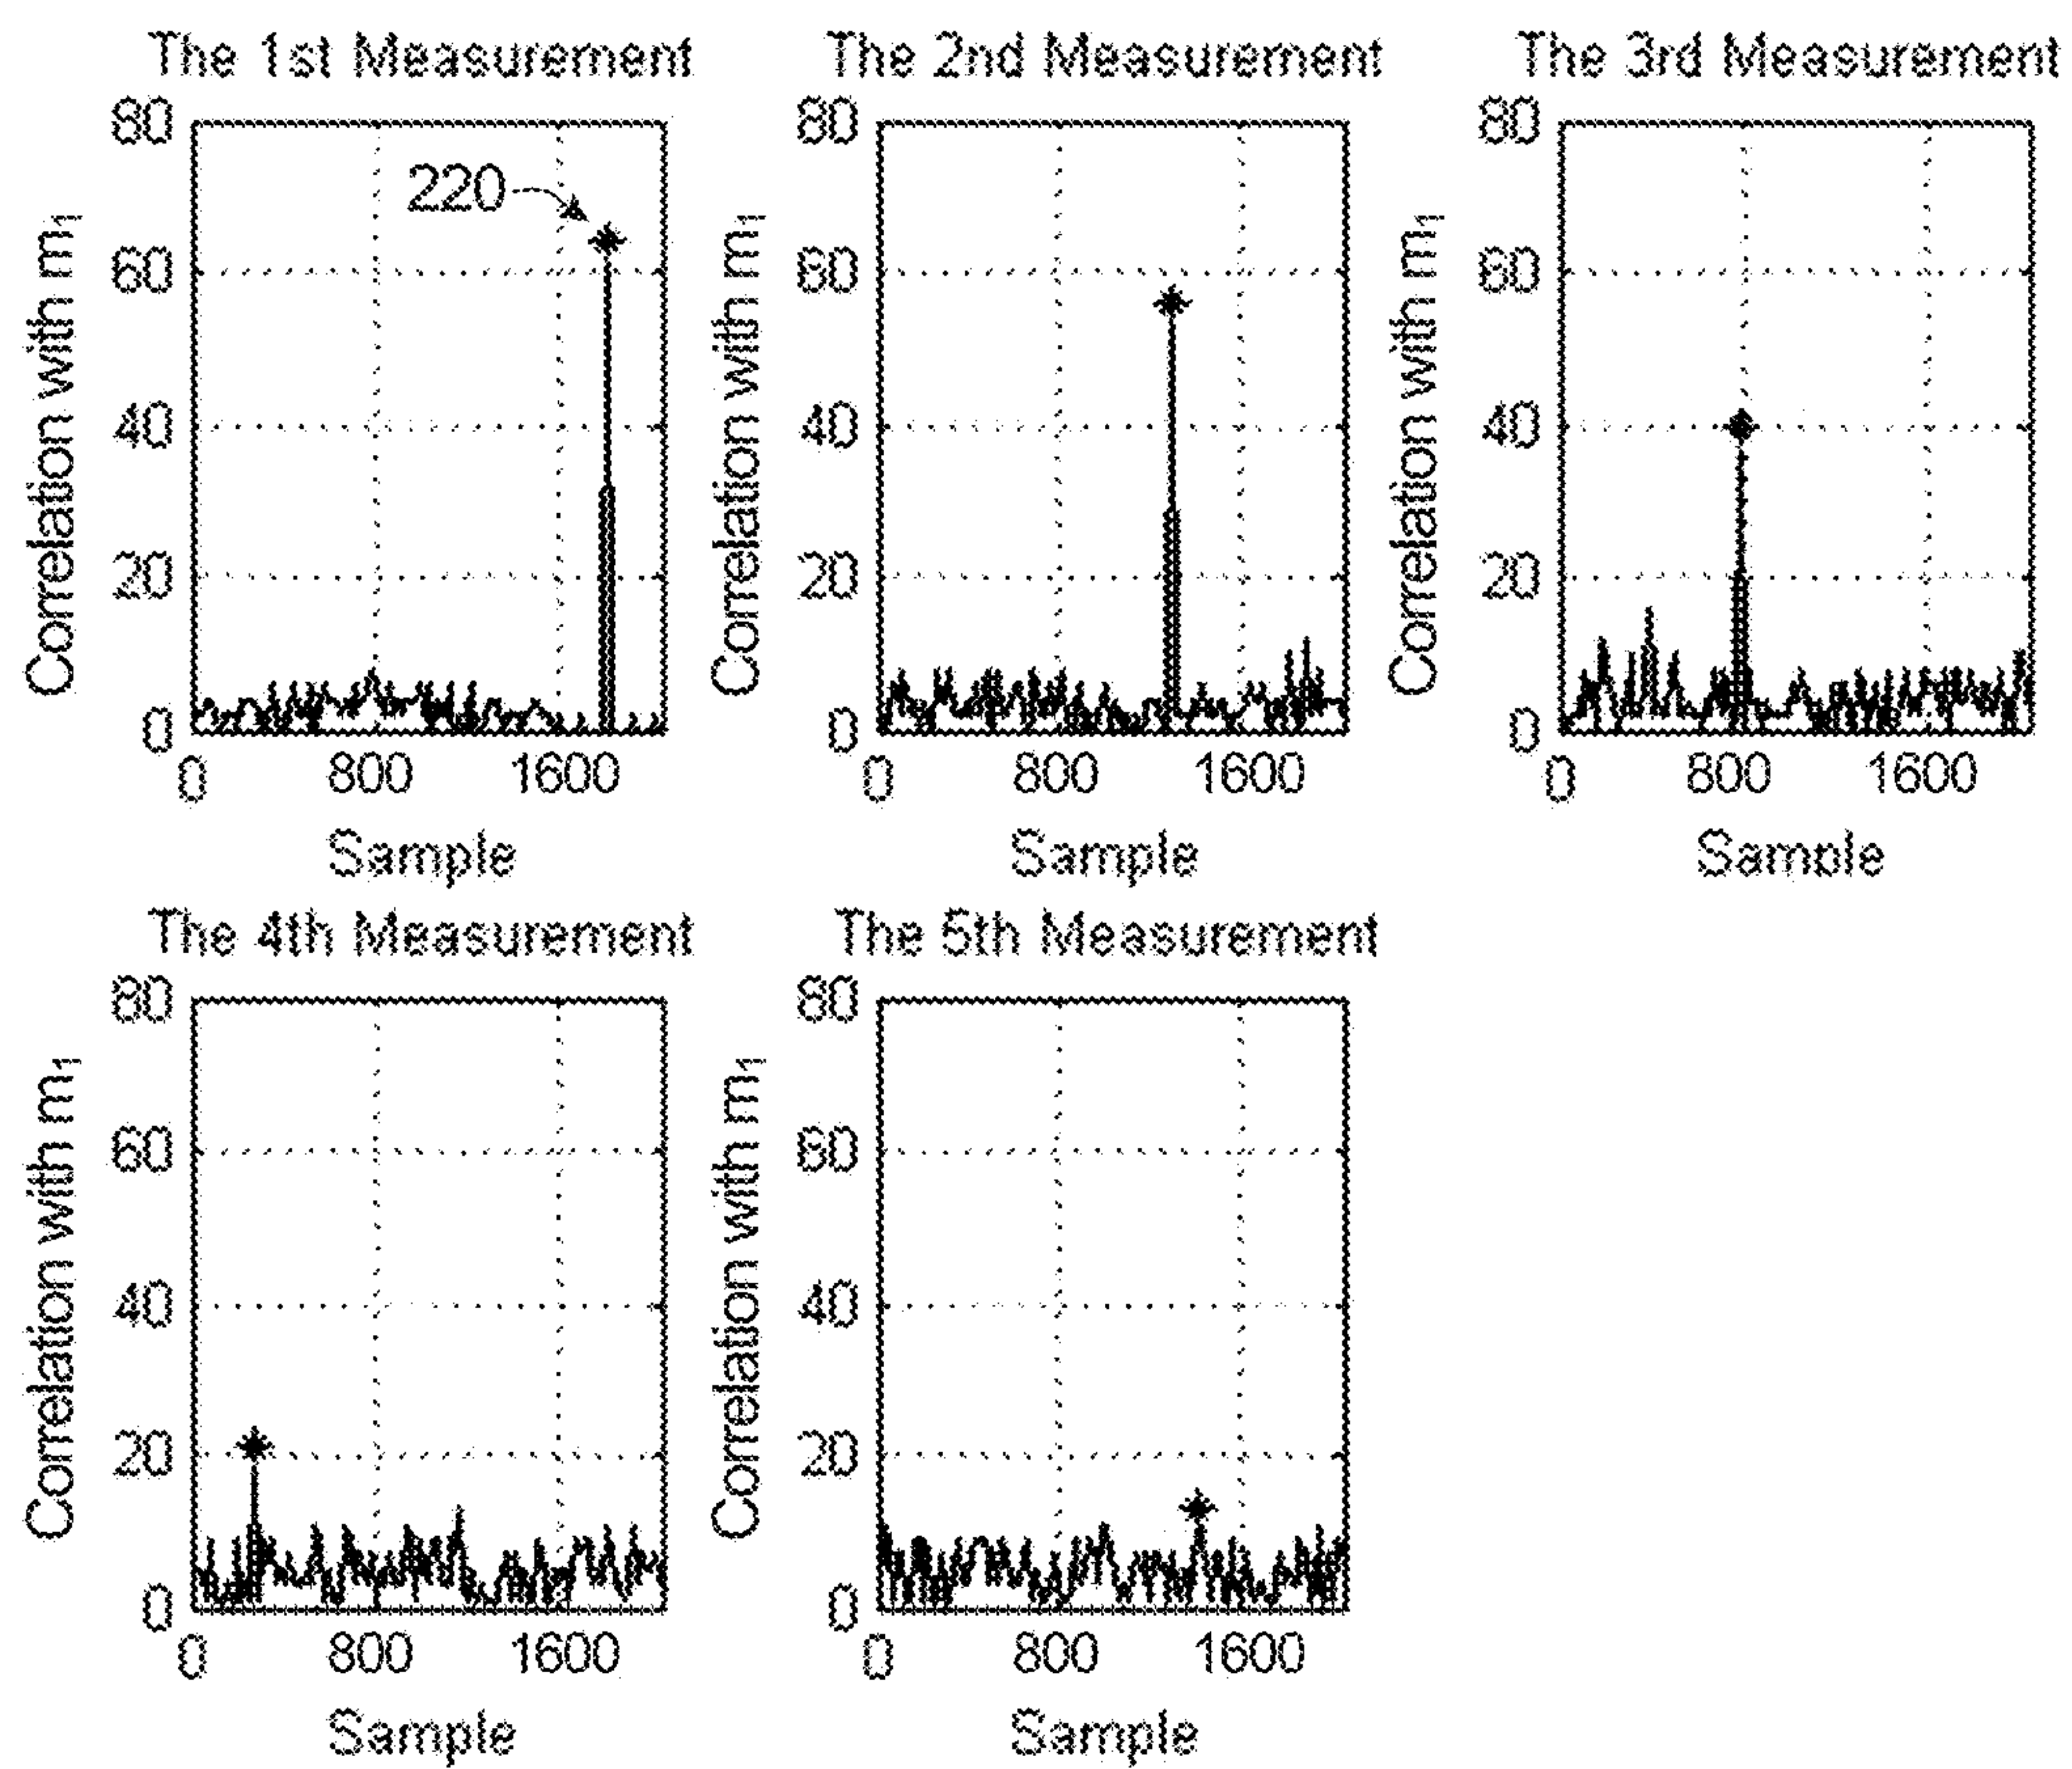 The 1st Measurement
Correlation with m1
80
60
40
20
0
220
0 800 1600
Sample
The 2nd Measurement
Correlation with m1
80
60
40
20
0
0 800 1600
Sample
The 3rd Measurement
Correlation with m1
80
60
40
20
0
0 800 1600
Sample
The 4th Measurement
Correlation with m1
80
60
40
20
0
0 800 1600
Sample
The 5th Measurement
Correlation with m1
80
60
40
20
0
0 800 1600
Sample